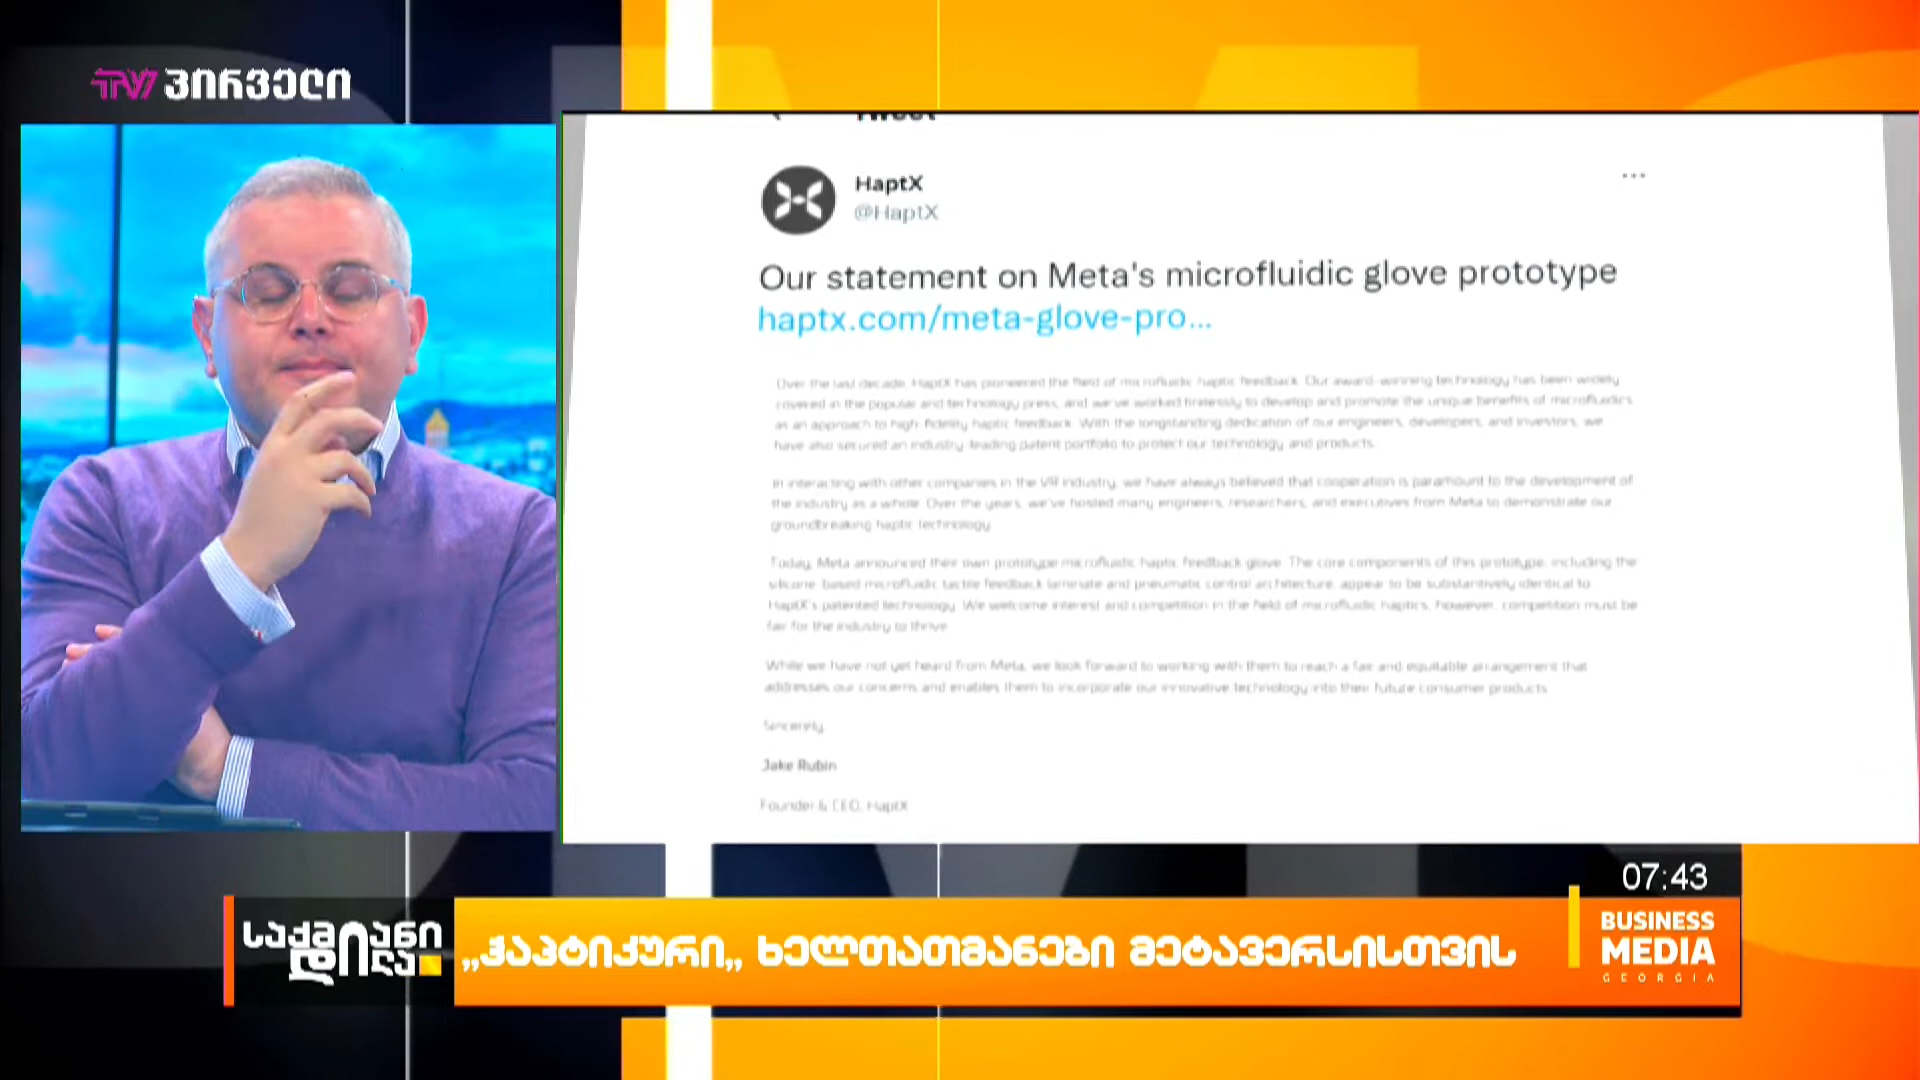 TV ᲞᲘᲠᲕᲔᲚᲘ
Tweet
HaptX
@HaptX
Our statement on Meta's microfluidic glove prototype
haptx.com/meta-glove-pro...
Over the last decade, HaptX has pioneered the field of microfluidic haptic feedback. Our award-winning technology has been widely
covered in the popular and technology press, and we've worked tirelessly to develop and promote the unique benefits of microfluidics
as an approach to high-fidelity haptic feedback. With the longstanding dedication of our engineers, developers, and investors, we
have also secured an industry-leading patent portfolio to protect our technology and products.
In interacting with other companies in the VR industry, we have always believed that cooperation is paramount to the development of
the industry as a whole. Over the years, we've hosted many engineers, researchers, and executives from Meta to demonstrate our
groundbreaking haptic technology.
Today, Meta announced their own prototype microfluidic haptic feedback glove. The core components of this prototype, including the
silicone-based microfluidic tactile feedback laminate and pneumatic control architecture, appear to be substantively identical to
HaptX's patented technology. We welcome interest and competition in the field of microfluidic haptics; however, competition must be
fair for the industry to thrive.
While we have not yet heard from Meta, we look forward to working with them to reach a fair and equitable arrangement that
addresses our concerns and enables them to incorporate our innovative technology into their future consumer products.
Sincerely,
Jake Rubin
Founder & CEO, HaptX
07:43
ᲡᲐᲥᲛᲘᲐᲜᲘ
ᲓᲘᲚᲐ
„ᲰᲐᲞᲢᲘᲙᲣᲠᲘ„ ᲮᲔᲚᲗᲐᲗᲛᲐᲜᲔᲑᲘ ᲛᲔᲢᲐᲕᲔᲠᲡᲘᲡᲗᲕᲘᲡ
BUSINESS
MEDIA
GEORGIA